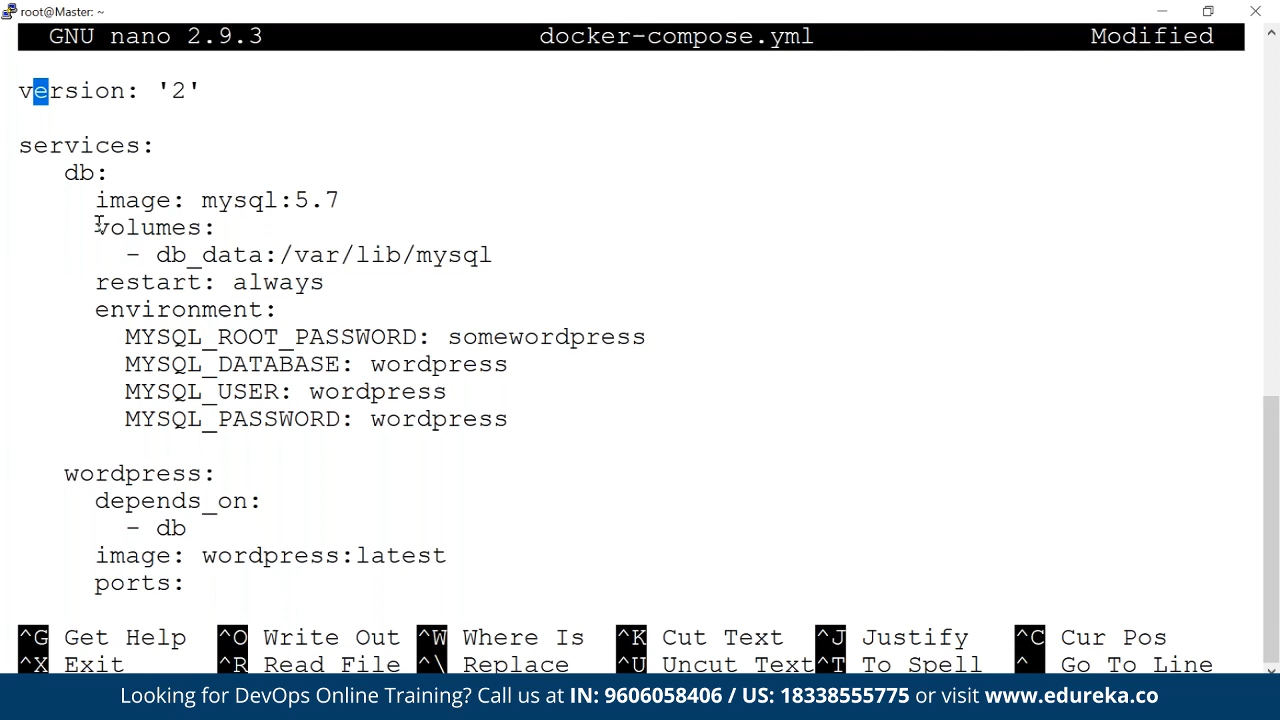 root@Master: ~
GNU nano 2.9.3 docker-compose.yml Modified
version: '2'
services:
db:
image: mysql:5.7
volumes:
- db_data:/var/lib/mysql
restart: always
environment:
MYSQL_ROOT_PASSWORD: somewordpress
MYSQL_DATABASE: wordpress
MYSQL_USER: wordpress
MYSQL_PASSWORD: wordpress
wordpress:
depends_on:
- db
image: wordpress:latest
ports:
^G Get Help ^O Write Out ^W Where Is ^K Cut Text ^J Justify ^C Cur Pos
^X Exit ^R Read File ^\ Replace ^U Uncut Text ^T To Spell ^_ Go To Line
Looking for DevOps Online Training? Call us at IN: 9606058406 / US: 18338555775 or visit www.edureka.co